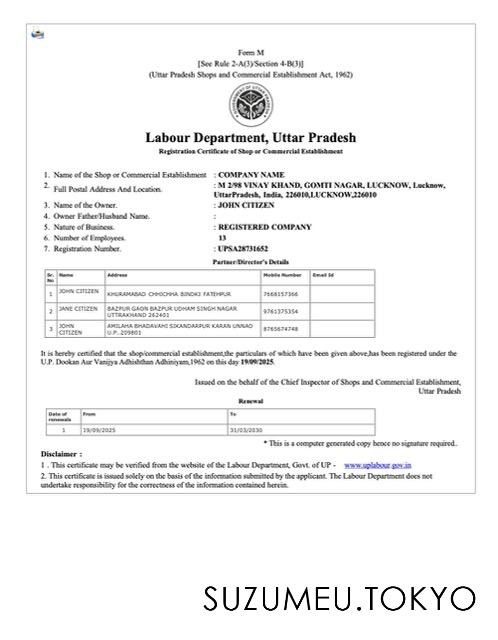 Form M
[See Rule 2-A(3)/Section 4-B(3)]
(Uttar Pradesh Shops and Commercial Establishment Act, 1962)
Labour Department, Uttar Pradesh
Registration Certificate of Shop or Commercial Establishment
1. Name of the Shop or Commercial Establishment : COMPANY NAME
2. Full Postal Address And Location. : M 2/98 VINAY KHAND, GOMTI NAGAR, LUCKNOW, Lucknow,
UttarPradesh, India, 226010,LUCKNOW,226010
3. Name of the Owner. : JOHN CITIZEN
4. Owner Father/Husband Name. :
5. Nature of Business. : REGISTERED COMPANY
6. Number of Employees. 13
7. Registration Number. : UPSA28731652
Partner/Director's Details
Sr. No Name Address Mobile Number Email Id
1 JOHN CITIZEN KHURAMABAD CHHICHHA BINDKI FATEHPUR 7668157366
2 JANE CITIZEN BAZPUR GAON BAZPUR UDHAM SINGH NAGAR UTTRAKHAND 262401 9761375354
3 JOHN CITIZEN AMILAHA BHADAVAHI SIKANDARPUR KARAN UNNAO U.P..209801 8765674748
It is hereby certified that the shop/commercial establishment,the particulars of which have been given above,has been registered under the
U.P. Dookan Aur Vanijya Adhishthan Adhiniyam,1962 on this day 19/09/2025.
Issued on the behalf of the Chief Inspector of Shops and Commercial Establishment,
Uttar Pradesh
Renewal
Date of renewals From To
1 19/09/2025 31/03/2030
* This is a computer generated copy hence no signature required..
Disclaimer :
1 . This certificate may be verified from the website of the Labour Department, Govt. of UP - www.uplabour.gov.in
2. This certificate is issued solely on the basis of the information submitted by the applicant. The Labour Department does not
undertake responsibility for the correctness of the information contained herein.
SUZUMEU.TOKYO